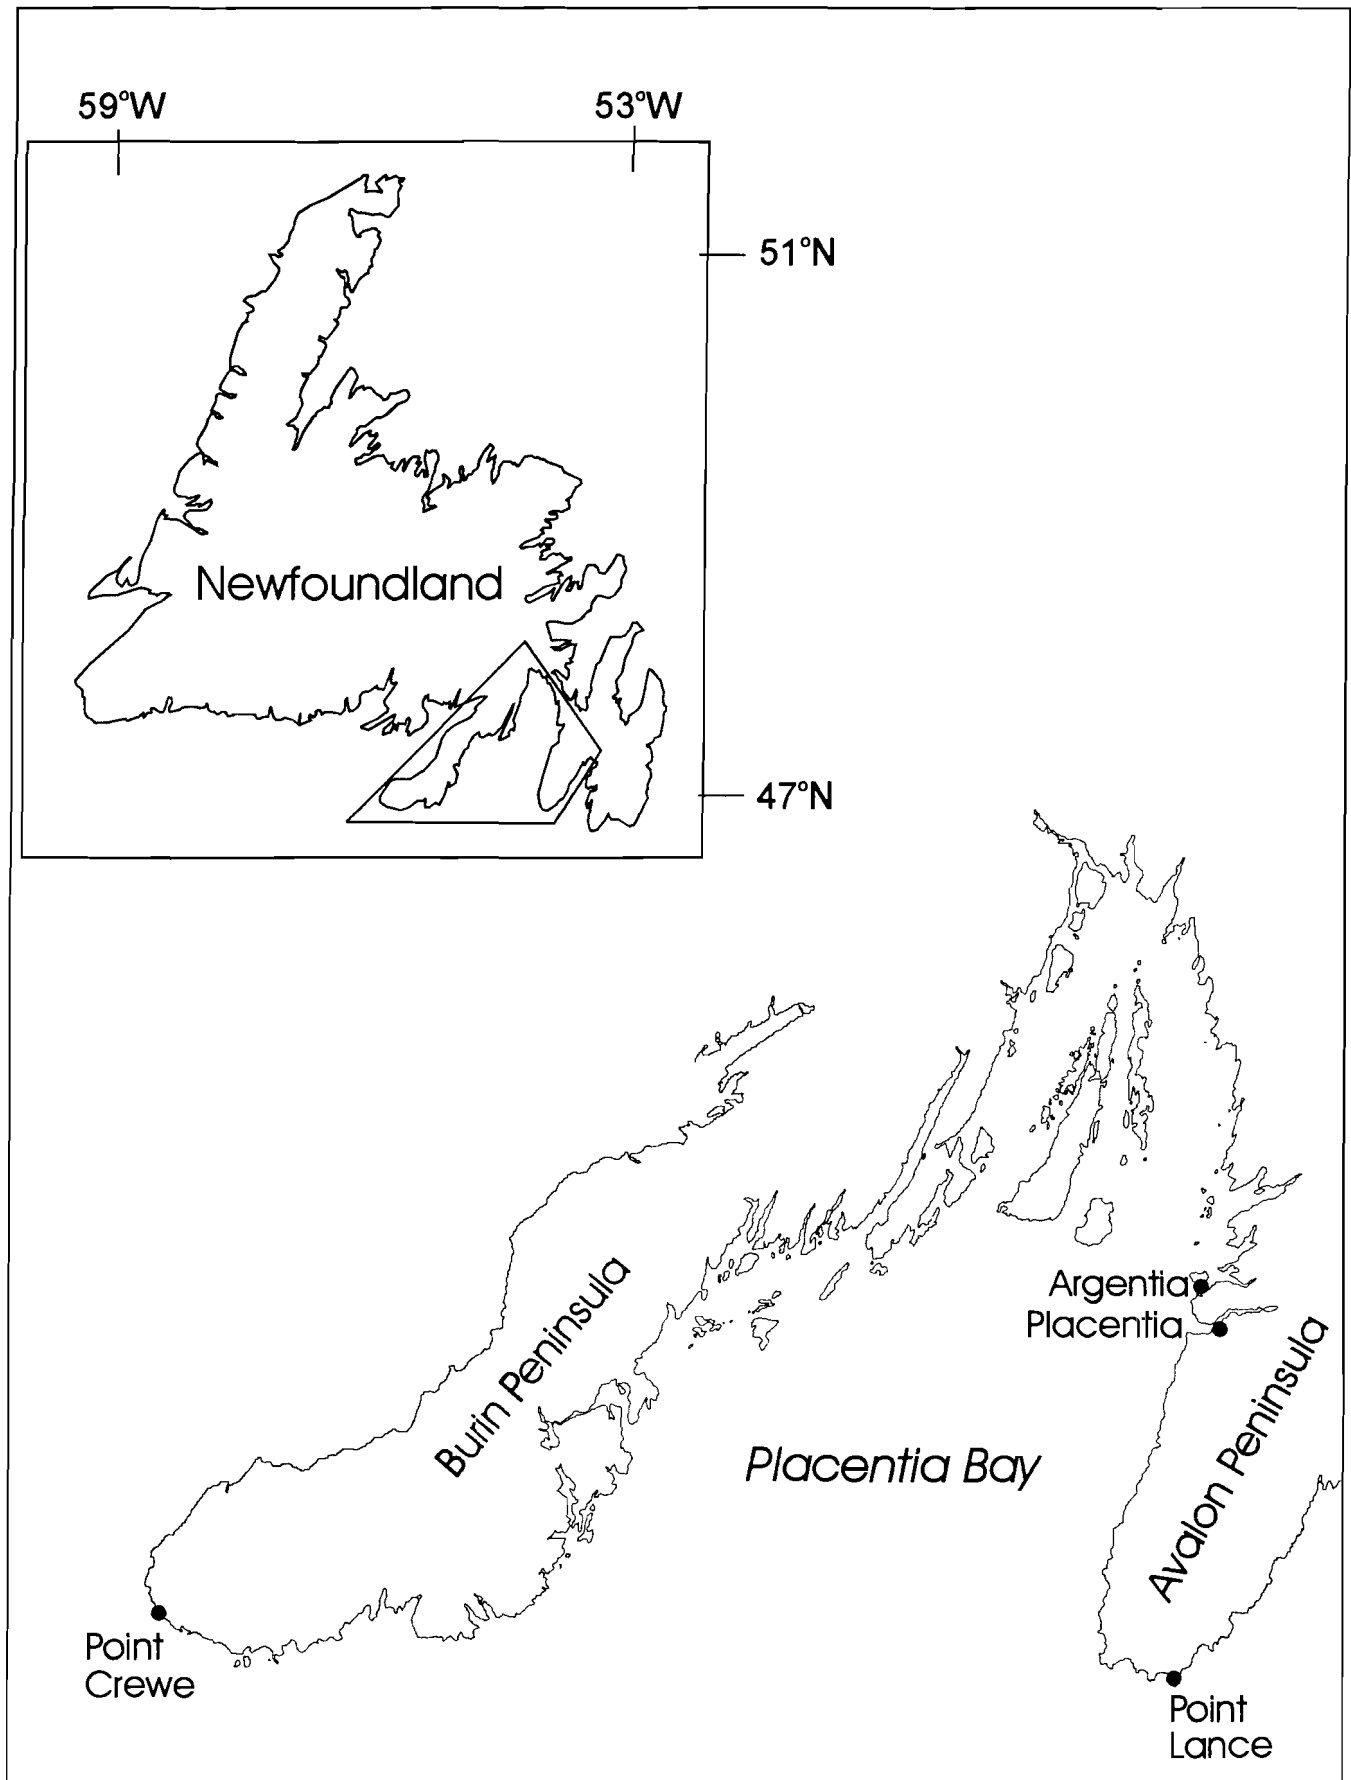 59°W
53°W
51°N
Newfoundland
47°N
Argentia
Placentia
Burin Peninsula
Avalon Peninsula
Placentia Bay
Point
Crewe
Point
Lance